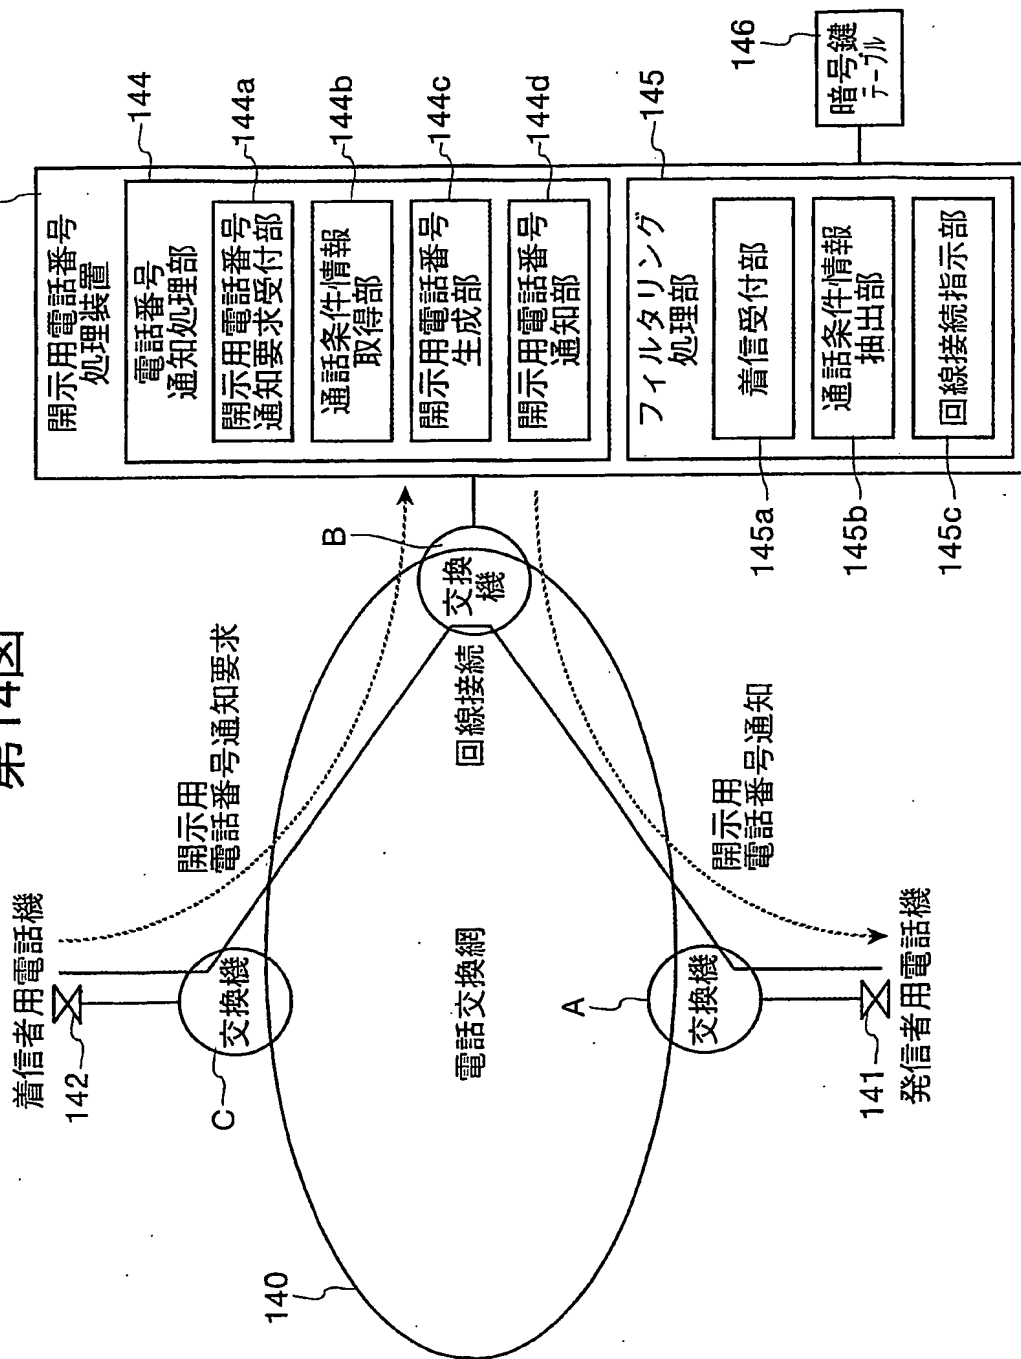 第14図
開示用電話番号
処理装置
144
電話番号
通知処理部
144a
開示用電話番号
通知要求受付部
144b
通話条件情報
取得部
144c
開示用電話番号
生成部
144d
開示用電話番号
通知部
145
フィルタリング
処理部
着信受付部
145a
通話条件情報
抽出部
145b
回線接続指示部
145c
146
暗号鍵
テーブル
着信者用電話機
142
C
交換機
開示用
電話番号通知要求
B
交換
機
回線接続
電話交換網
140
開示用
電話番号通知
A
交換機
141
発信者用電話機